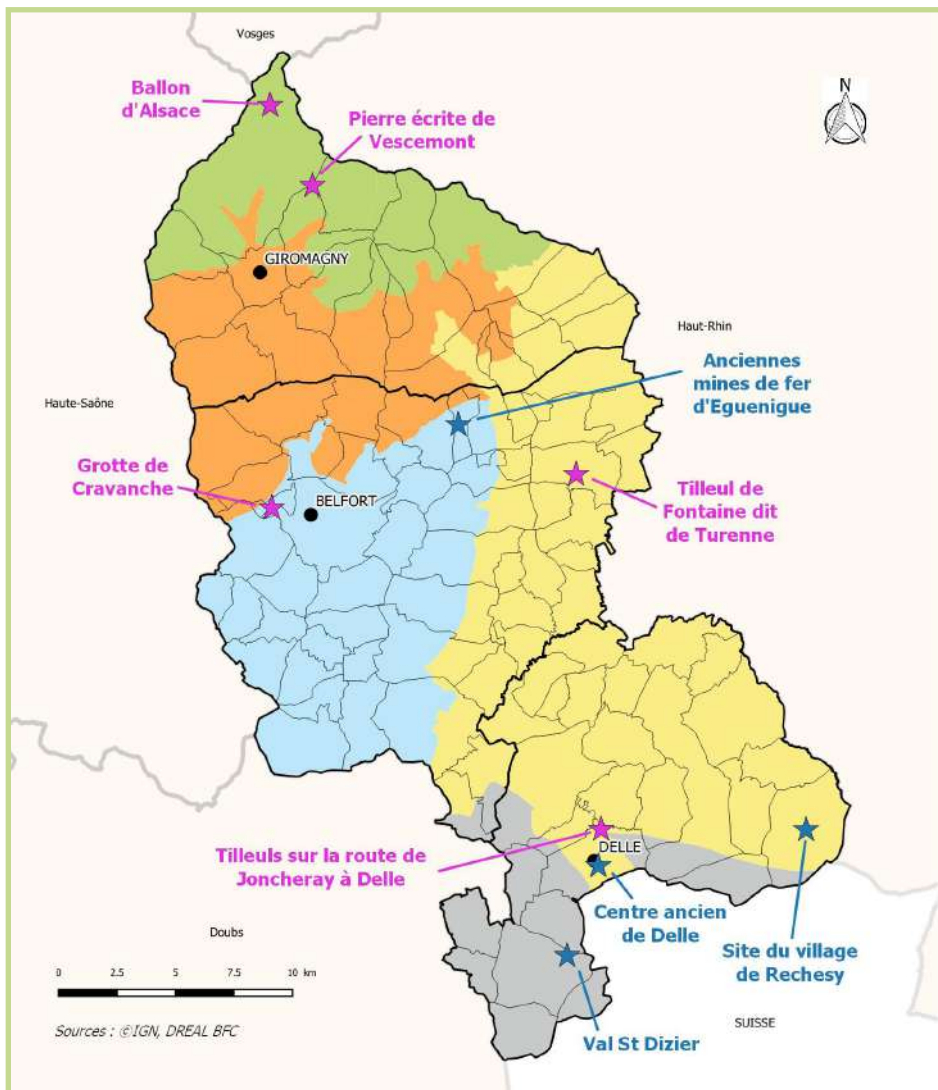 Vosges
Ballon
d'Alsace
Pierre écrite de
Vescemont
N
GIROMAGNY
Haut-Rhin
Anciennes
mines de fer
d'Eguenigue
Haute-Saône
Grotte de
Cravanche
BELFORT
Tilleul de
Fontaine dit
de Turenne
Tilleuls sur la route de
Joncheray à Delle
DELLE
Centre ancien
de Delle
Site du village
de Rechesy
Doubs
0 2.5 5 7.5 10 km
Sources : ©IGN, DREAL BFC
SUISSE
Val St Dizier